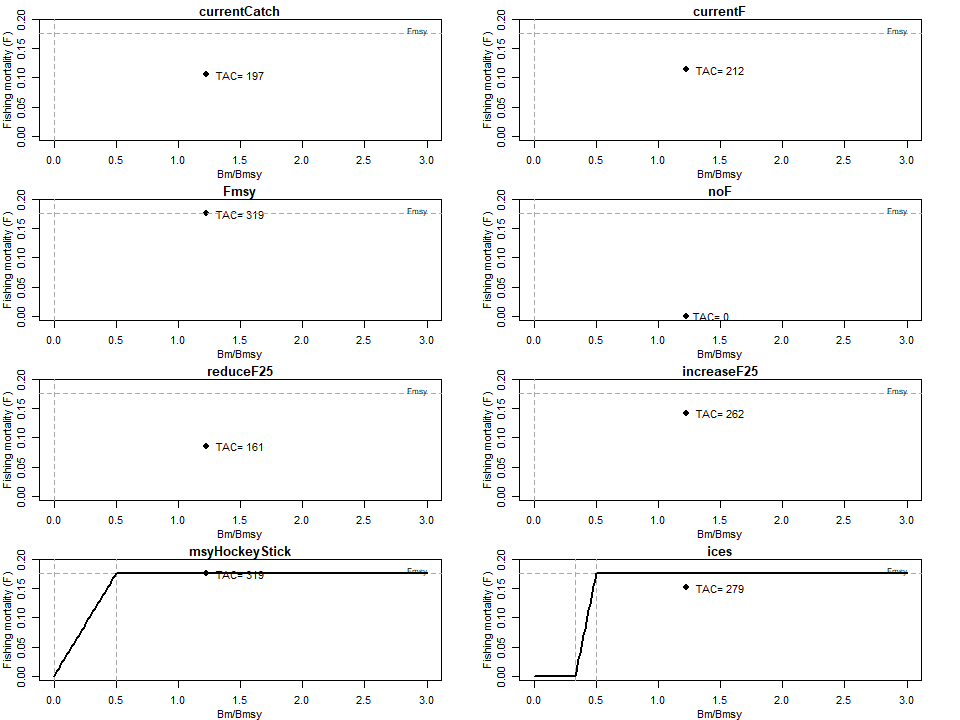 currentCatch
Fishing mortality (F)
0.00 0.05 0.10 0.15 0.20
Fmsy
TAC= 197
0.0 0.5 1.0 1.5 2.0 2.5 3.0
Bm/Bmsy
currentF
Fishing mortality (F)
0.00 0.05 0.10 0.15 0.20
Fmsy
TAC= 212
0.0 0.5 1.0 1.5 2.0 2.5 3.0
Bm/Bmsy
Fmsy
Fishing mortality (F)
0.00 0.05 0.10 0.15 0.20
Fmsy
TAC= 319
0.0 0.5 1.0 1.5 2.0 2.5 3.0
Bm/Bmsy
noF
Fishing mortality (F)
0.00 0.05 0.10 0.15 0.20
Fmsy
TAC= 0
0.0 0.5 1.0 1.5 2.0 2.5 3.0
Bm/Bmsy
reduceF25
Fishing mortality (F)
0.00 0.05 0.10 0.15 0.20
Fmsy
TAC= 161
0.0 0.5 1.0 1.5 2.0 2.5 3.0
Bm/Bmsy
increaseF25
Fishing mortality (F)
0.00 0.05 0.10 0.15 0.20
Fmsy
TAC= 262
0.0 0.5 1.0 1.5 2.0 2.5 3.0
Bm/Bmsy
msyHockeyStick
Fishing mortality (F)
0.00 0.05 0.10 0.15 0.20
Fmsy
TAC= 319
0.0 0.5 1.0 1.5 2.0 2.5 3.0
Bm/Bmsy
ices
Fishing mortality (F)
0.00 0.05 0.10 0.15 0.20
Fmsy
TAC= 279
0.0 0.5 1.0 1.5 2.0 2.5 3.0
Bm/Bmsy